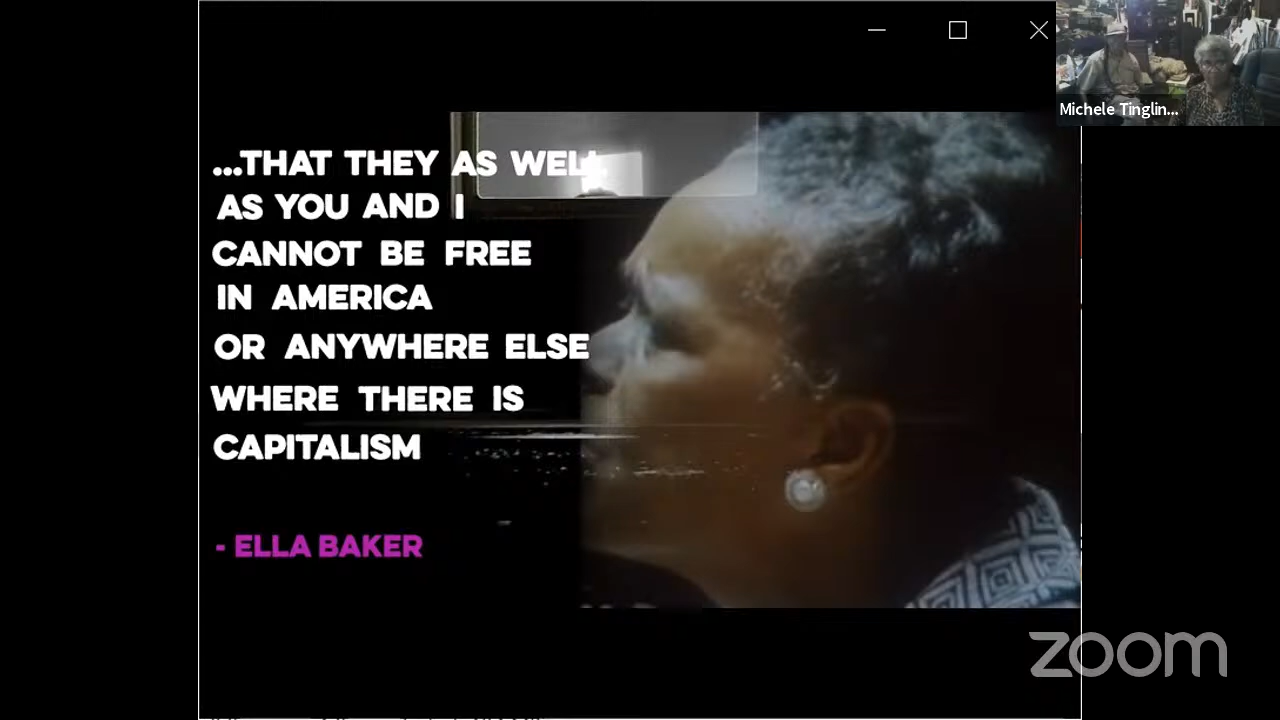 ...THAT THEY AS WELL
AS YOU AND I
CANNOT BE FREE
IN AMERICA
OR ANYWHERE ELSE
WHERE THERE IS
CAPITALISM
- ELLA BAKER
Michele Tinglin...
zoom